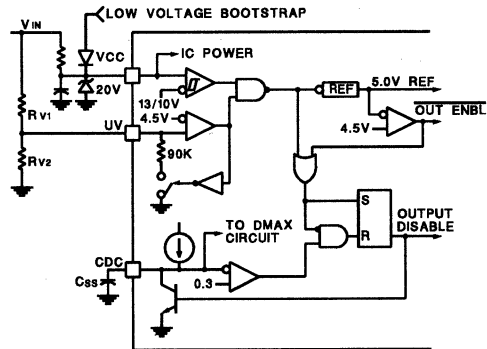 LOW VOLTAGE BOOTSTRAP
VIN
VCC
IC POWER
20V
13/10V
REF
5.0V REF
RV1
4.5V
4.5V
OUT ENBL
UV
90K
RV2
S
TO DMAX
CIRCUIT
OUTPUT
DISABLE
R
CDC
CSS
0.3